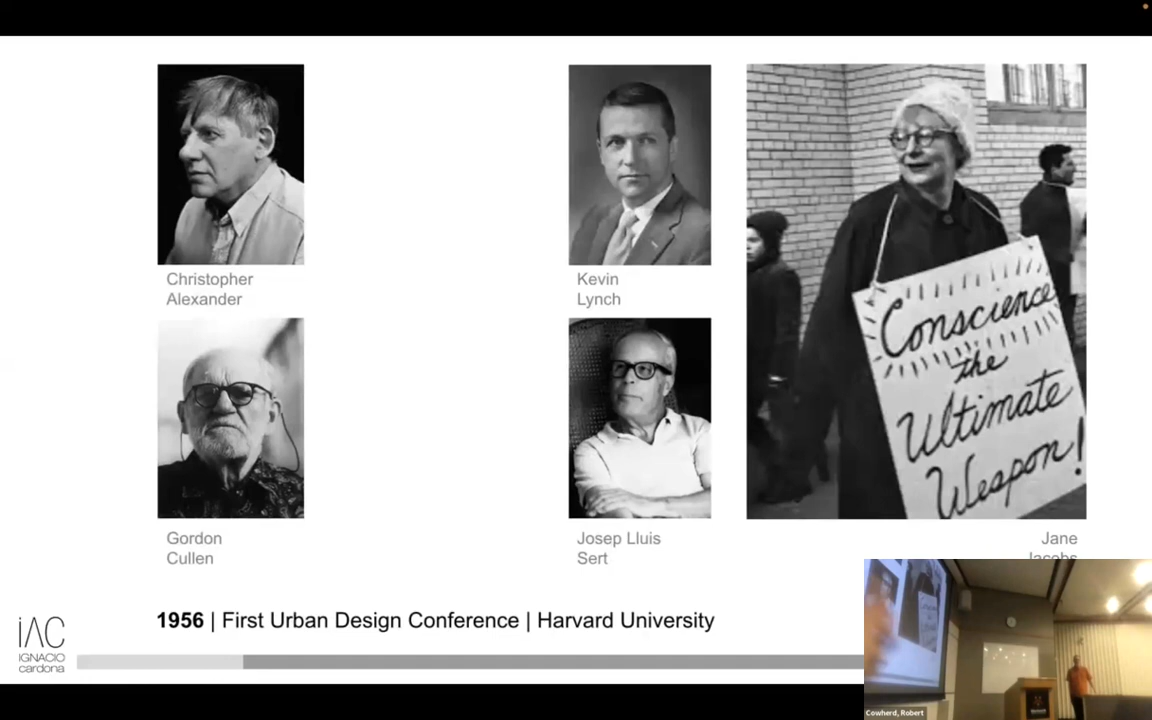 Christopher
Alexander
Kevin
Lynch
Conscience
the
Ultimate
Weapon!
Gordon
Cullen
Josep Lluis
Sert
Jane
Jacobs
1956 | First Urban Design Conference | Harvard University
iAC
IGNACIO
cardona
Cowherd, Robert